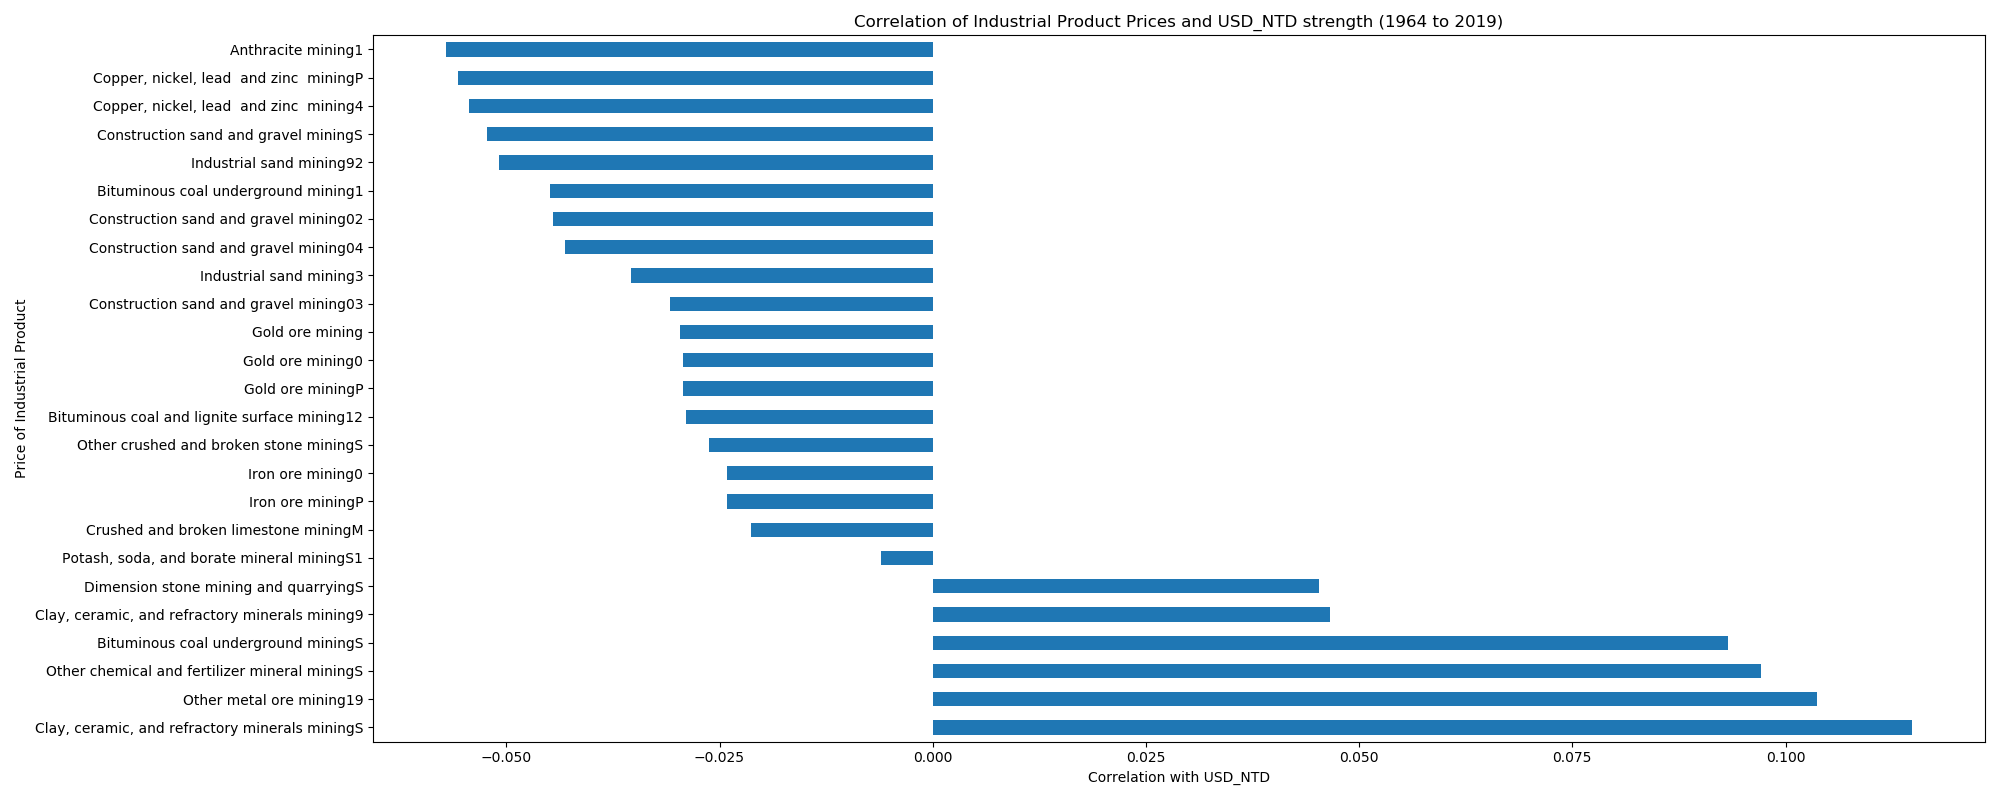 Correlation of Industrial Product Prices and USD_NTD strength (1964 to 2019)
Price of Industrial Product
Anthracite mining1
Copper, nickel, lead  and zinc  miningP
Copper, nickel, lead  and zinc  mining4
Construction sand and gravel miningS
Industrial sand mining92
Bituminous coal underground mining1
Construction sand and gravel mining02
Construction sand and gravel mining04
Industrial sand mining3
Construction sand and gravel mining03
Gold ore mining
Gold ore mining0
Gold ore miningP
Bituminous coal and lignite surface mining12
Other crushed and broken stone miningS
Iron ore mining0
Iron ore miningP
Crushed and broken limestone miningM
Potash, soda, and borate mineral miningS1
Dimension stone mining and quarryingS
Clay, ceramic, and refractory minerals mining9
Bituminous coal underground miningS
Other chemical and fertilizer mineral miningS
Other metal ore mining19
Clay, ceramic, and refractory minerals miningS
−0.050 −0.025 0.000 0.025 0.050 0.075 0.100
Correlation with USD_NTD